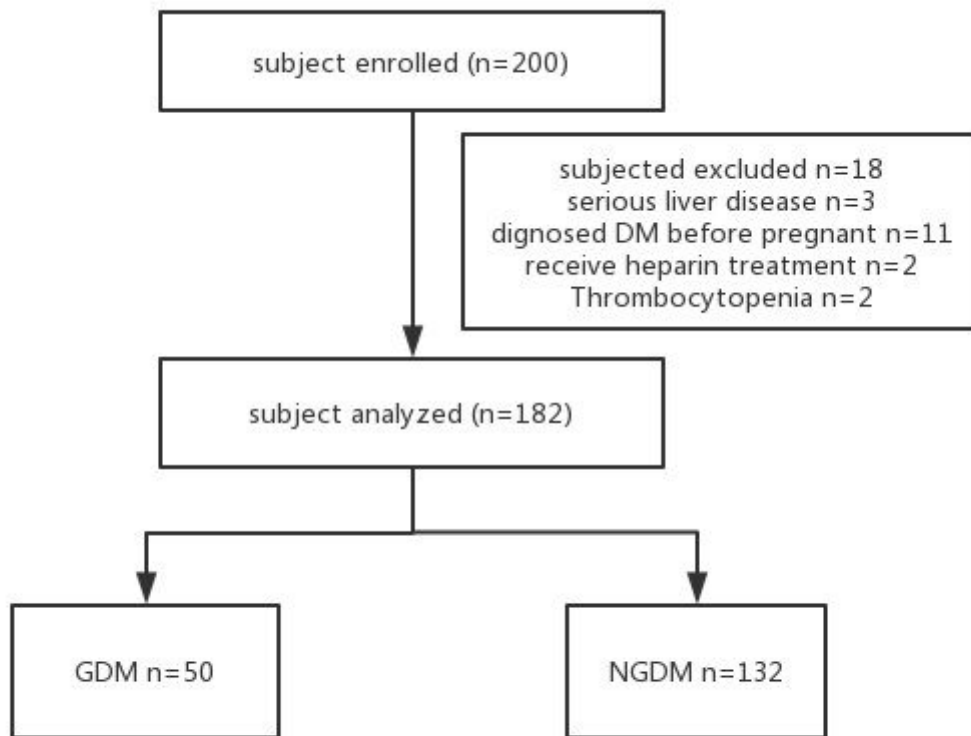 subject enrolled (n=200)
subjected excluded n=18
serious liver disease n=3
dignosed DM before pregnant n=11
receive heparin treatment n=2
Thrombocytopenia n=2
subject analyzed (n=182)
GDM n=50
NGDM n=132